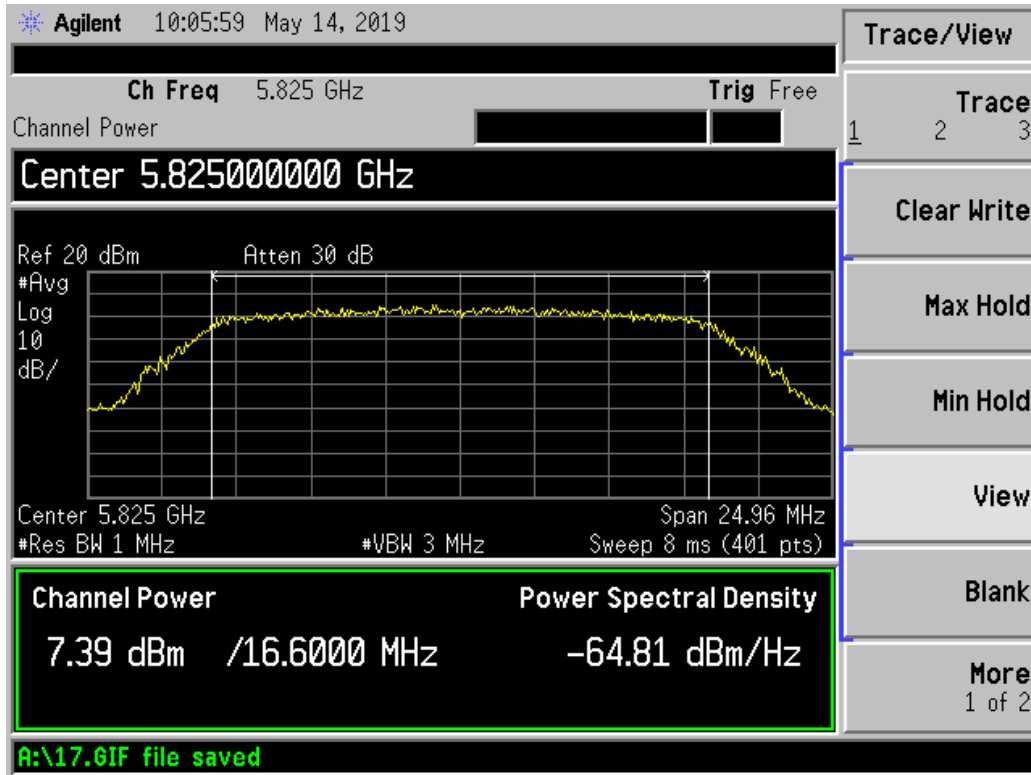 Agilent 10:05:59 May 14, 2019
Trace/View
Ch Freq 5.825 GHz
Trig Free
Channel Power
Trace
1 2 3
Center 5.825000000 GHz
Clear Write
Ref 20 dBm
Atten 30 dB
#Avg
Log
10
dB/
Max Hold
Min Hold
View
Center 5.825 GHz
Span 24.96 MHz
#Res BW 1 MHz
#VBW 3 MHz
Sweep 8 ms (401 pts)
Blank
Channel Power
Power Spectral Density
7.39 dBm /16.6000 MHz
-64.81 dBm/Hz
More
1 of 2
A:\17.GIF file saved